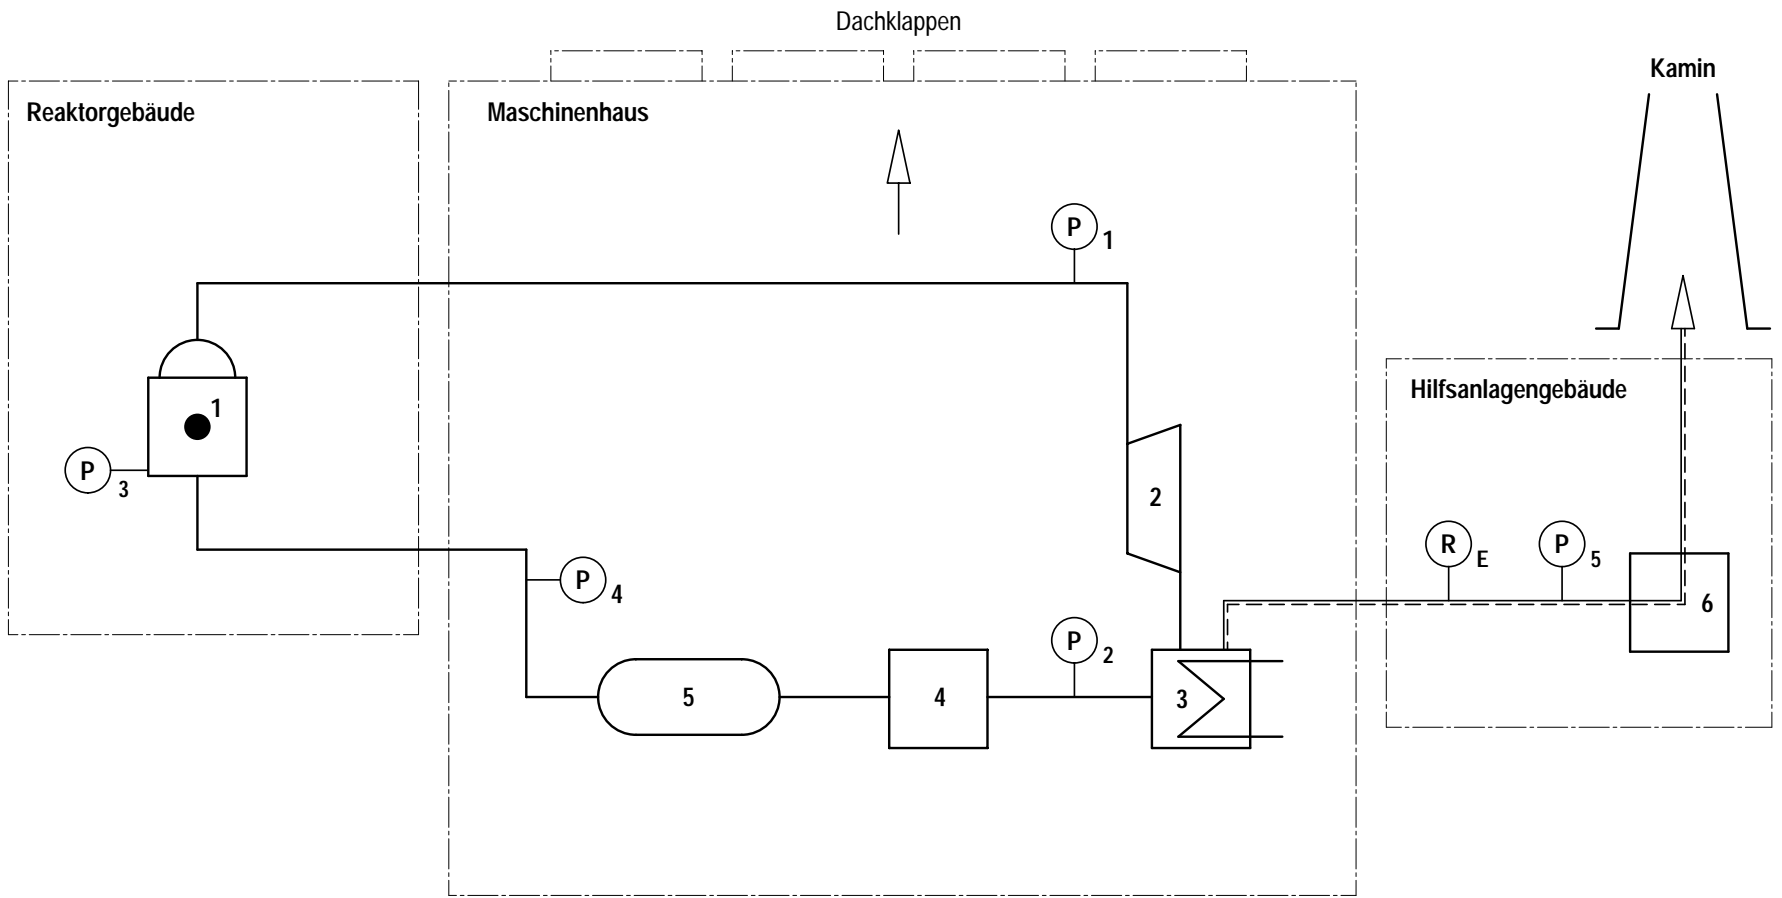 Dachklappen
Kamin
Reaktorgebäude
Maschinenhaus
P 1
Hilfsanlagengebäude
1
P 3
2
R E
P 5
P 4
6
P 2
5
4
3